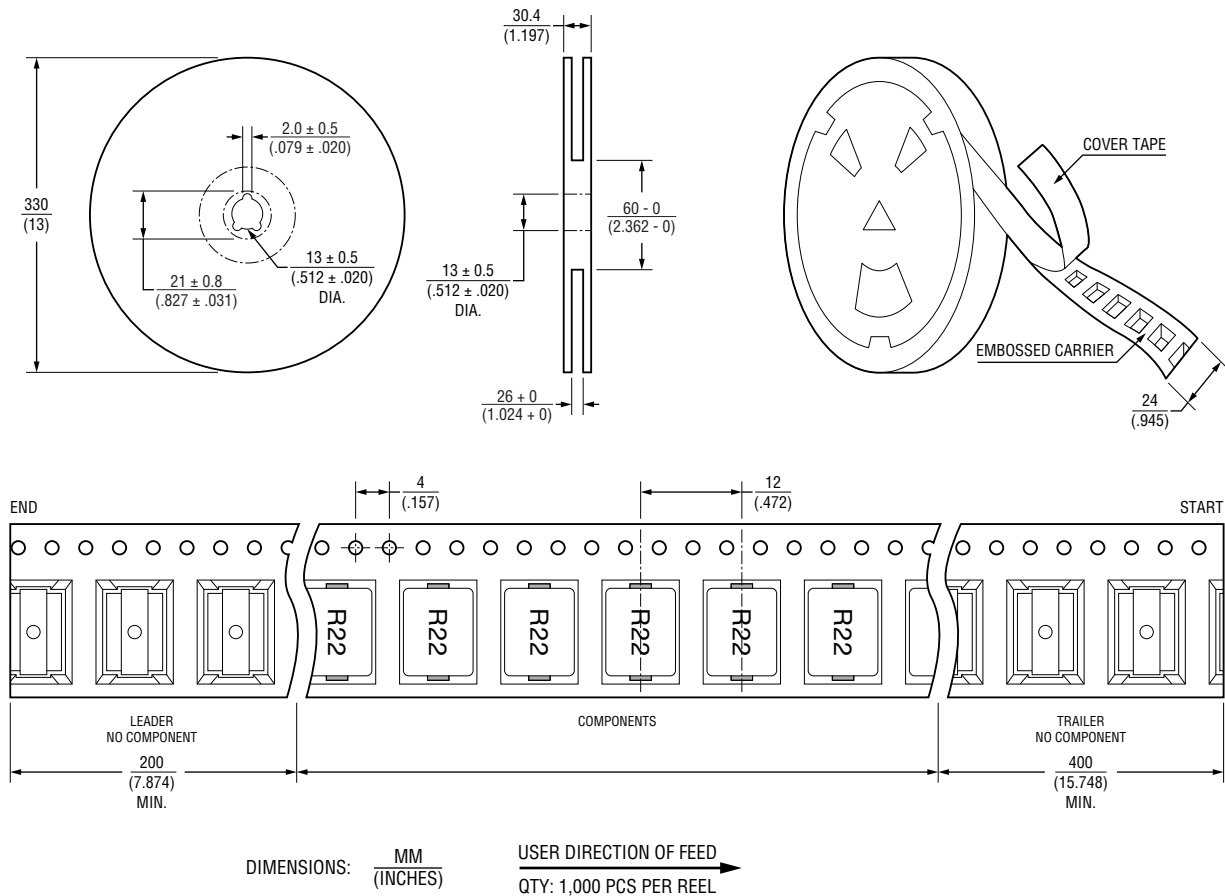 30.4
(1.197)
2.0 ± 0.5
(.079 ± .020)
330
(13)
21 ± 0.8
(.827 ± .031)
13 ± 0.5
(.512 ± .020)
DIA.
13 ± 0.5
(.512 ± .020)
DIA.
60 - 0
(2.362 - 0)
26 + 0
(1.024 + 0)
COVER TAPE
EMBOSSED CARRIER
24
(.945)
END
4
(.157)
12
(.472)
START
R22
R22
R22
R22
R22
R22
LEADER
NO COMPONENT
200
(7.874)
MIN.
COMPONENTS
TRAILER
NO COMPONENT
400
(15.748)
MIN.
DIMENSIONS:
MM
(INCHES)
USER DIRECTION OF FEED
QTY: 1,000 PCS PER REEL